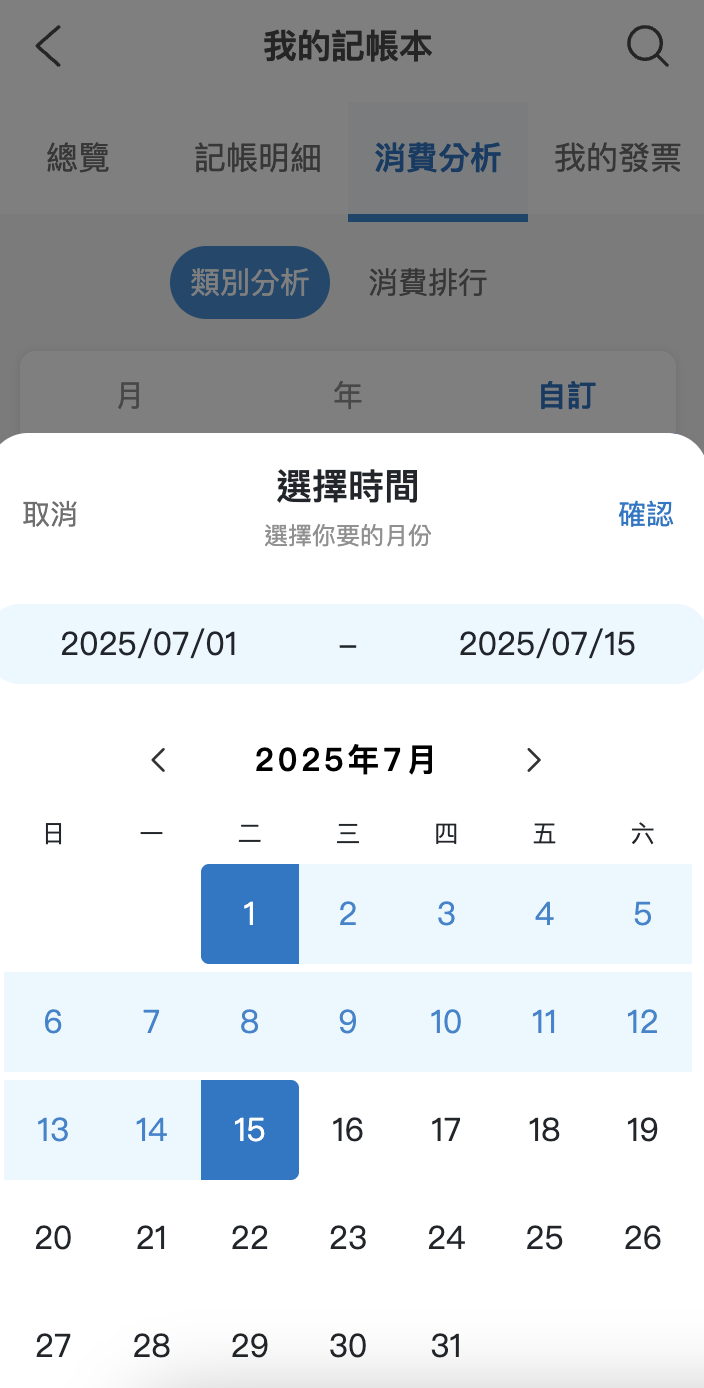 我的記帳本
總覽 記帳明細 消費分析 我的發票
類別分析 消費排行
月 年 自訂
選擇時間
取消 確認
選擇你要的月份
2025/07/01 – 2025/07/15
2025年7月
日 一 二 三 四 五 六
1 2 3 4 5
6 7 8 9 10 11 12
13 14 15 16 17 18 19
20 21 22 23 24 25 26
27 28 29 30 31